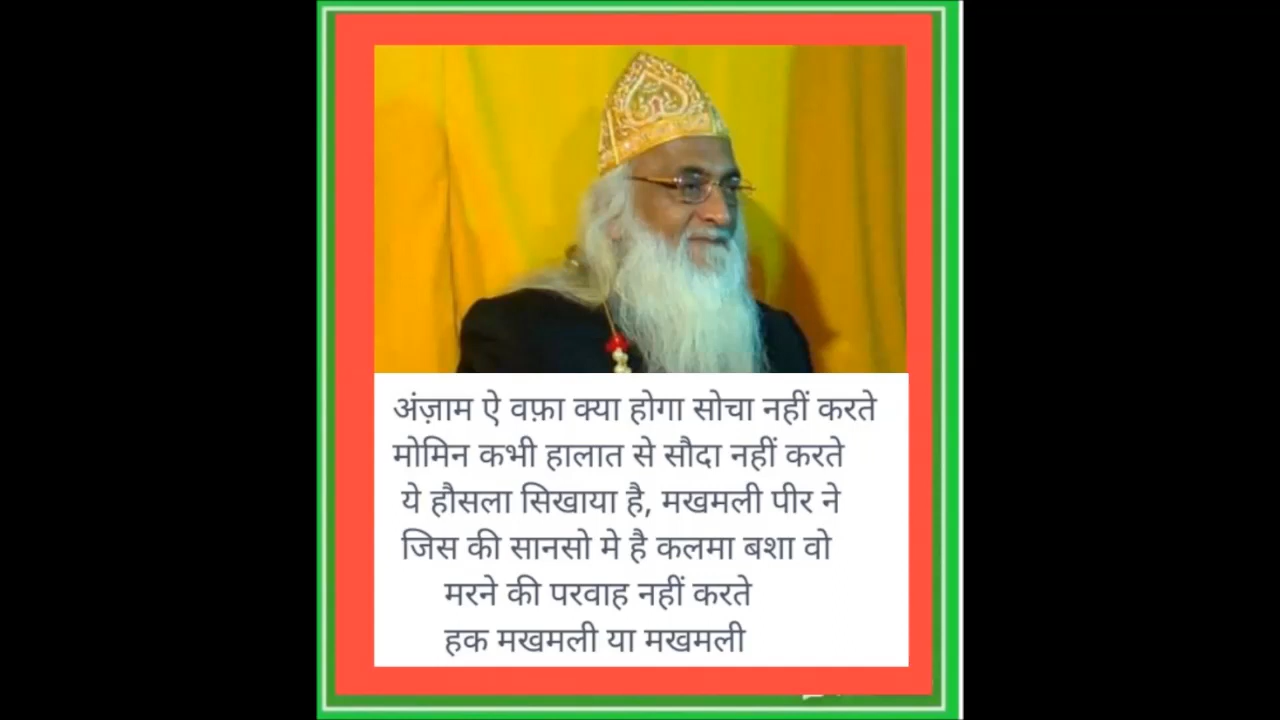 अंज़ाम ऐ वफ़ा क्या होगा सोचा नहीं करते
मोमिन कभी हालात से सौदा नहीं करते
ये हौसला सिखाया है, मखमली पीर ने
जिस की सानसो मे है कलमा बशा वो
मरने की परवाह नहीं करते
हक मखमली या मखमली